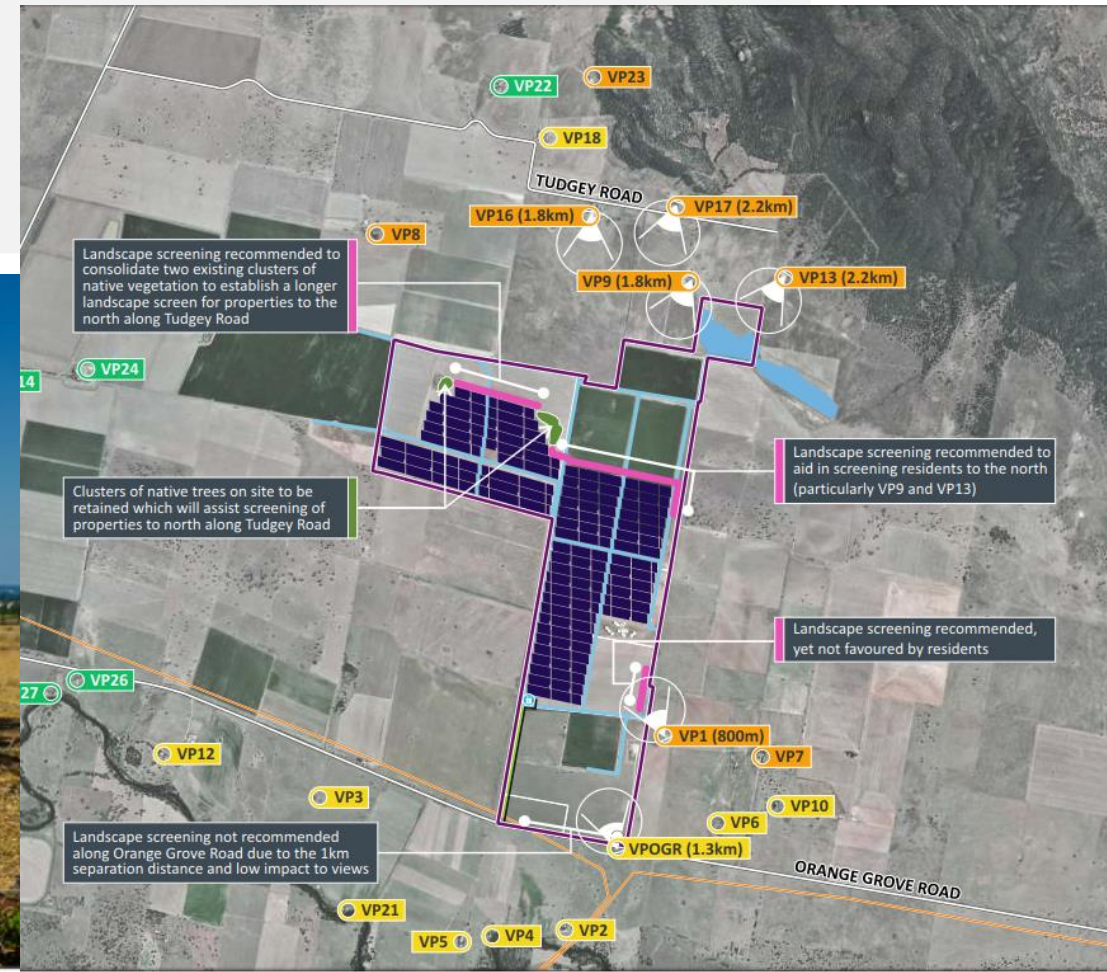 VP22
VP23
VP18
TUDGEY ROAD
VP16 (1.8km)
VP17 (2.2km)
VP8
VP9 (1.8km)
VP13 (2.2km)
Landscape screening recommended to
consolidate two existing clusters of
native vegetation to establish a longer
landscape screen for properties to the
north along Tudgey Road
VP24
14
Landscape screening recommended to
aid in screening residents to the north
(particularly VP9 and VP13)
Clusters of native trees on site to be
retained which will assist screening of
properties to north along Tudgey Road
Landscape screening recommended,
yet not favoured by residents
VP26
27
VP12
VP1 (800m)
VP7
VP3
VP10
VP6
Landscape screening not recommended
along Orange Grove Road due to the 1km
separation distance and low impact to views
VPOGR (1.3km)
ORANGE GROVE ROAD
VP21
VP5
VP4
VP2